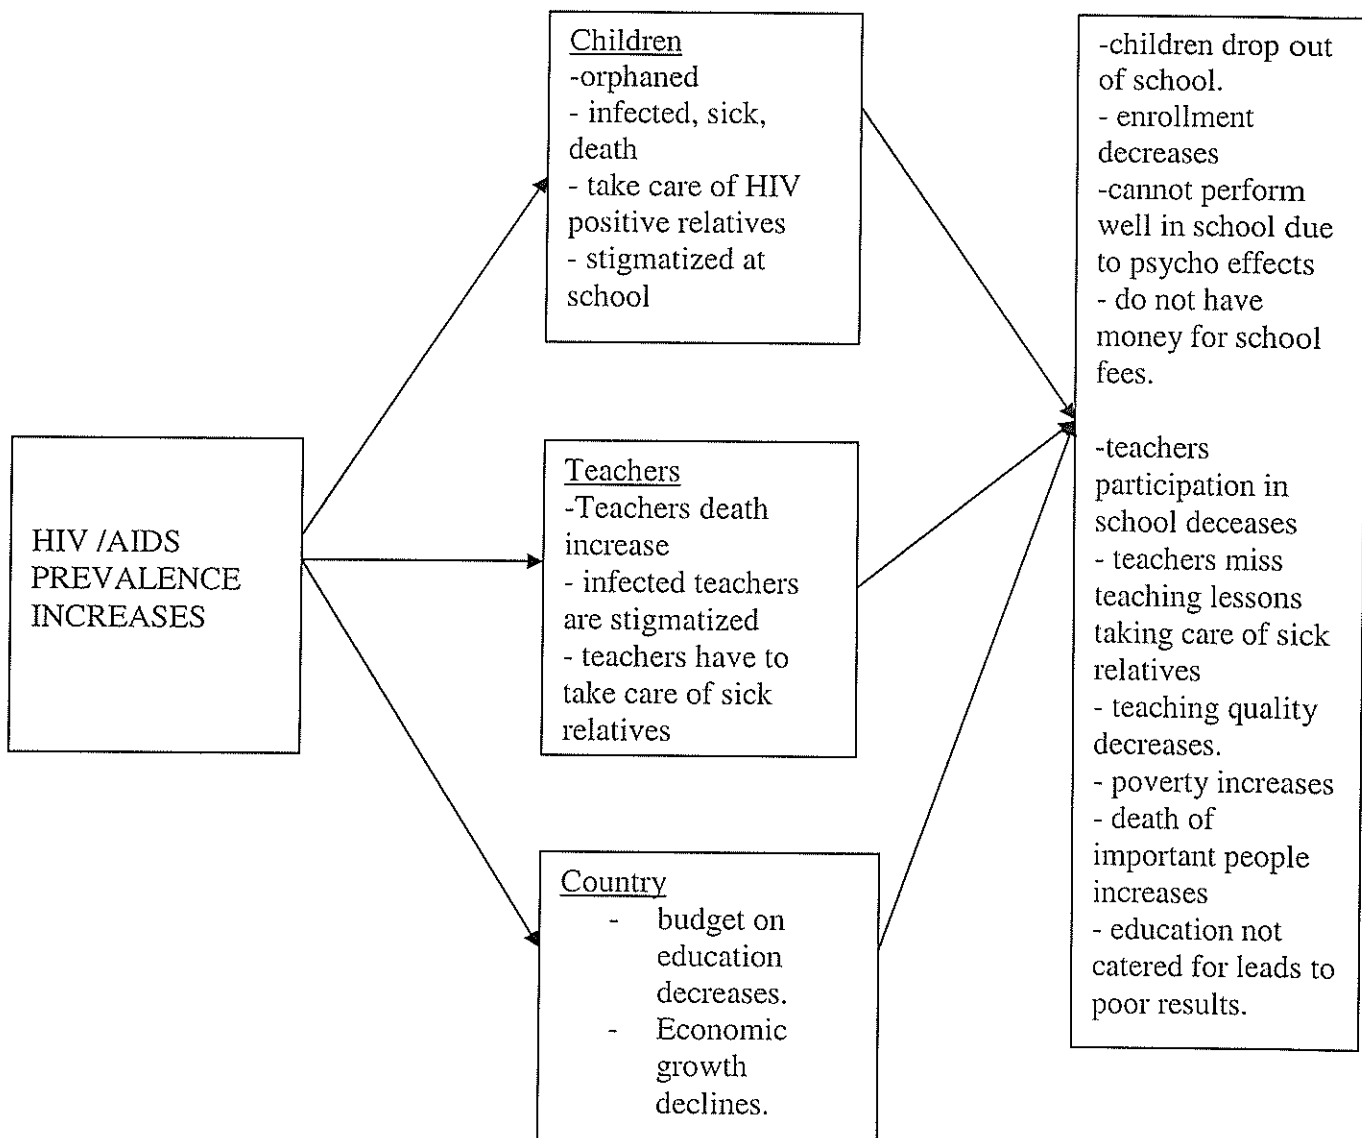 HIV /AIDS
PREVALENCE
INCREASES
Children
-orphaned
- infected, sick,
death
- take care of HIV
positive relatives
- stigmatized at
school
Teachers
-Teachers death
increase
- infected teachers
are stigmatized
- teachers have to
take care of sick
relatives
Country
- budget on
education
decreases.
- Economic
growth
declines.
-children drop out
of school.
- enrollment
decreases
-cannot perform
well in school due
to psycho effects
- do not have
money for school
fees.
-teachers
participation in
school deceases
- teachers miss
teaching lessons
taking care of sick
relatives
- teaching quality
decreases.
- poverty increases
- death of
important people
increases
- education not
catered for leads to
poor results.